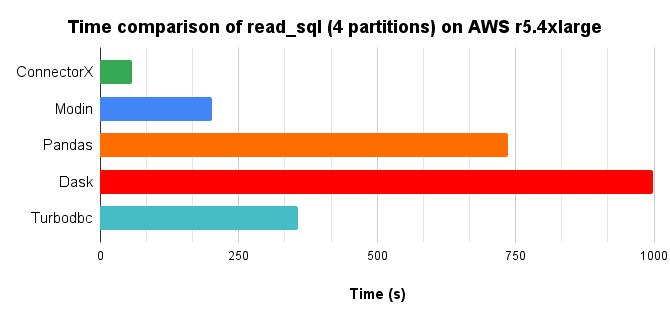 Time comparison of read_sql (4 partitions) on AWS r5.4xlarge
ConnectorX
Modin
Pandas
Dask
Turbodbc
0 250 500 750 1000
Time (s)